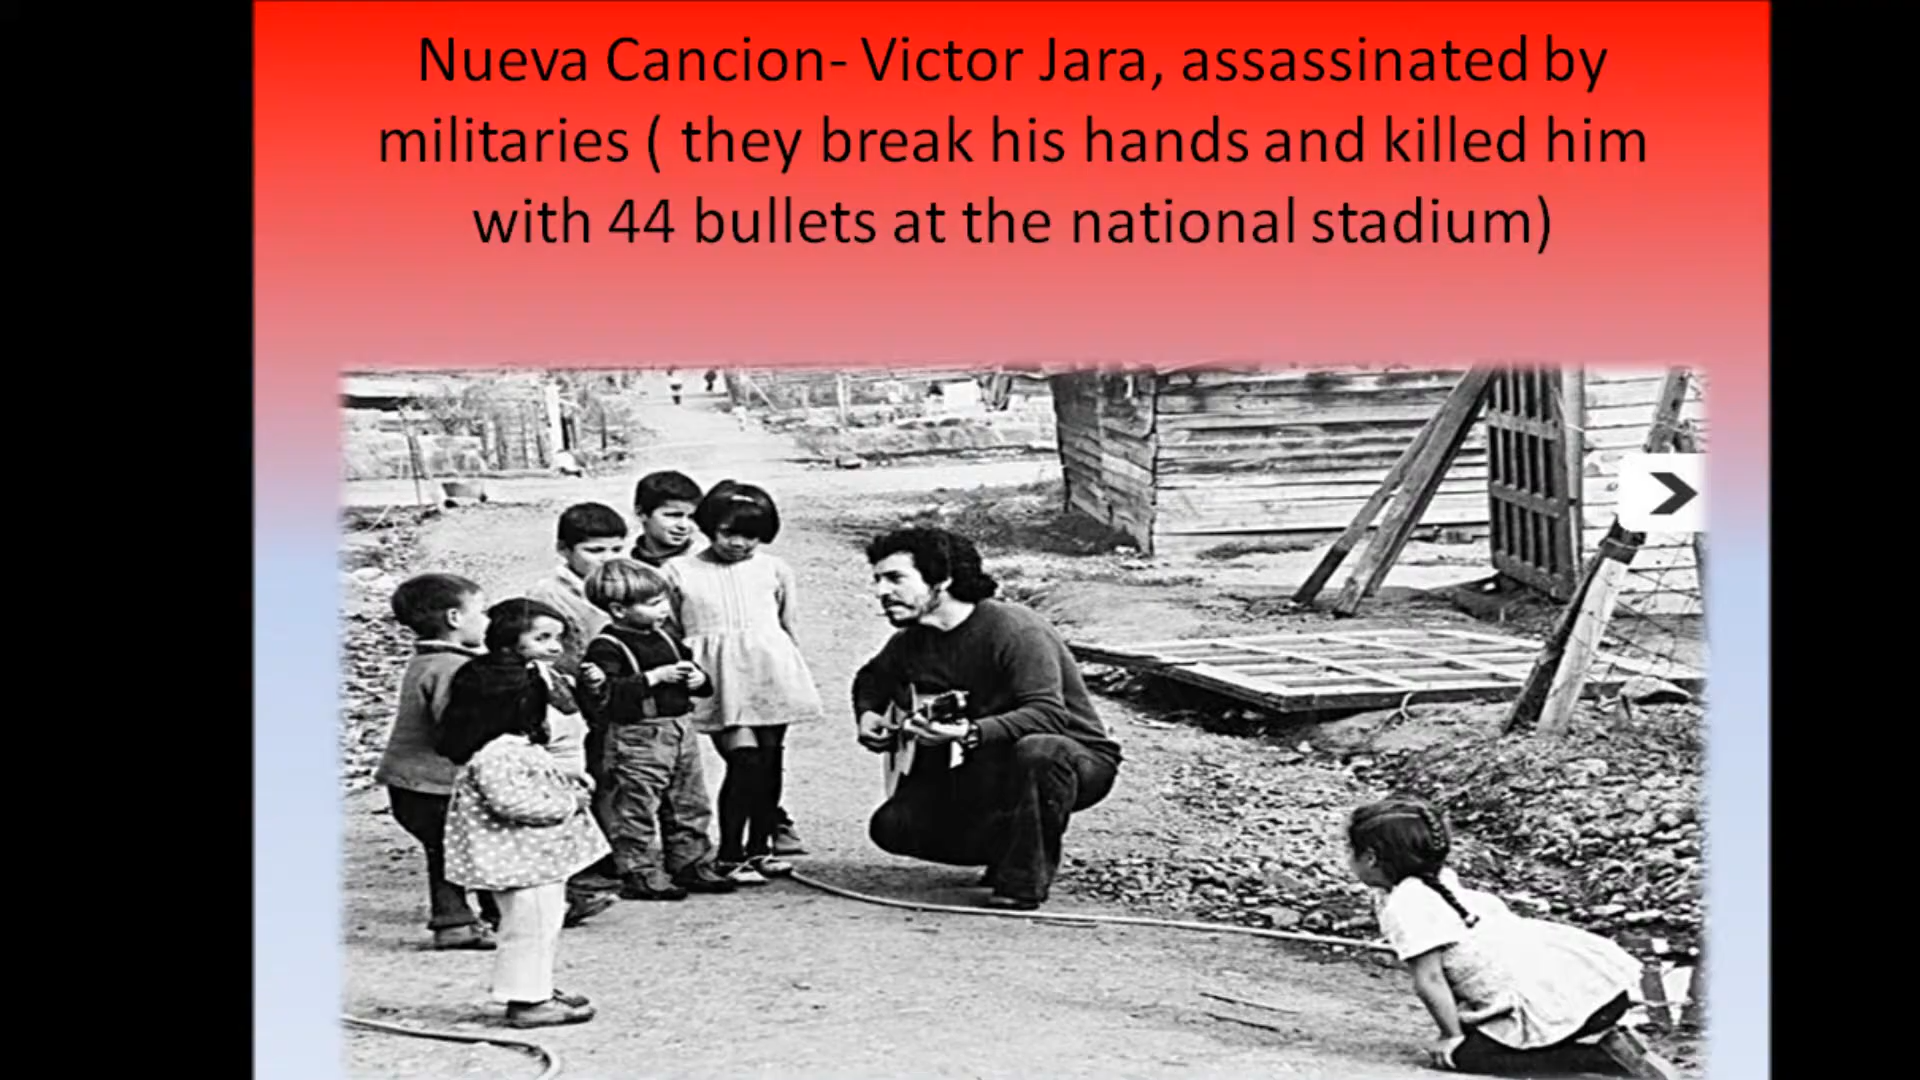 Nueva Cancion- Victor Jara, assassinated by
militaries ( they break his hands and killed him
with 44 bullets at the national stadium)